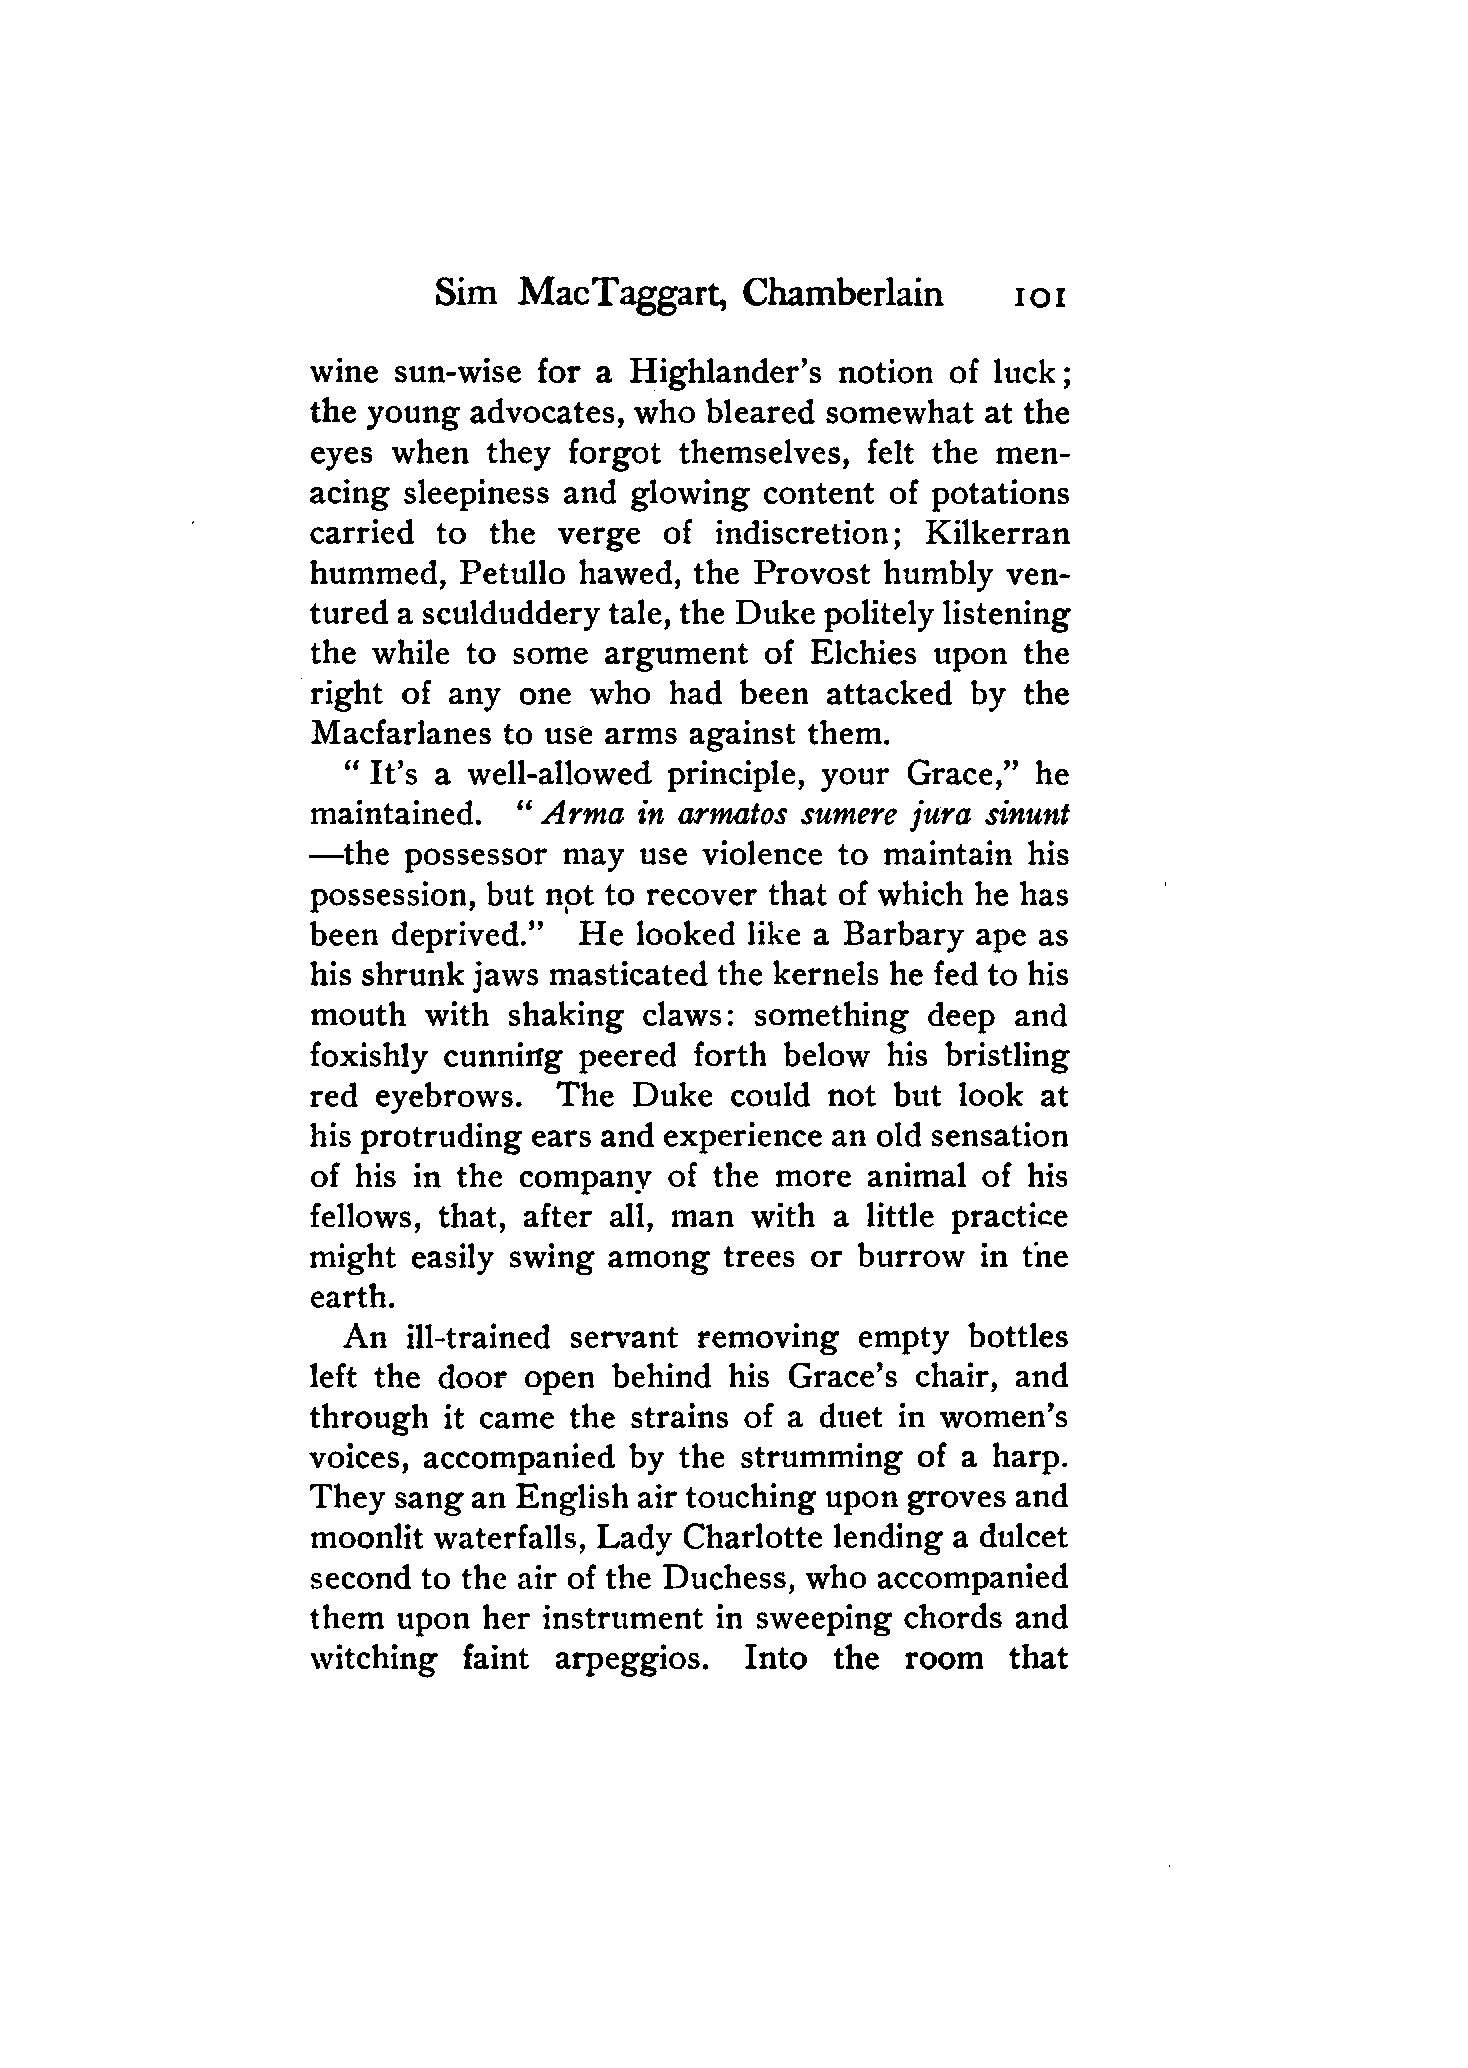 Sim MacTaggart, Chamberlain 101
wine sun-wise for a Highlander's notion of luck;
the young advocates, who bleared somewhat at the
eyes when they forgot themselves, felt the men-
acing sleepiness and glowing content of potations
carried to the verge of indiscretion; Kilkerran
hummed, Petullo hawed, the Provost humbly ven-
tured a sculduddery tale, the Duke politely listening
the while to some argument of Elchies upon the
right of any one who had been attacked by the
Macfarlanes to use arms against them.
"It's a well-allowed principle, your Grace," he
maintained. "Arma in armatos sumere jura sinunt
—the possessor may use violence to maintain his
possession, but not to recover that of which he has
been deprived." He looked like a Barbary ape as
his shrunk jaws masticated the kernels he fed to his
mouth with shaking claws: something deep and
foxishly cunning peered forth below his bristling
red eyebrows. The Duke could not but look at
his protruding ears and experience an old sensation
of his in the company of the more animal of his
fellows, that, after all, man with a little practice
might easily swing among trees or burrow in the
earth.
An ill-trained servant removing empty bottles
left the door open behind his Grace's chair, and
through it came the strains of a duet in women's
voices, accompanied by the strumming of a harp.
They sang an English air touching upon groves and
moonlit waterfalls, Lady Charlotte lending a dulcet
second to the air of the Duchess, who accompanied
them upon her instrument in sweeping chords and
witching faint arpeggios. Into the room that